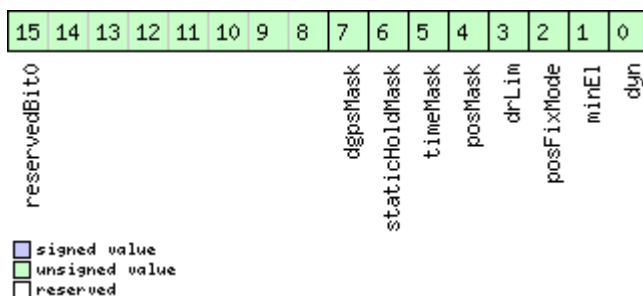 15 14 13 12 11 10 9 8 7 6 5 4 3 2 1 0
reservedBit0 dgpsMask staticHoldMask timeMask posMask drLim posFixMode minEl dyn
signed value
unsigned value
reserved